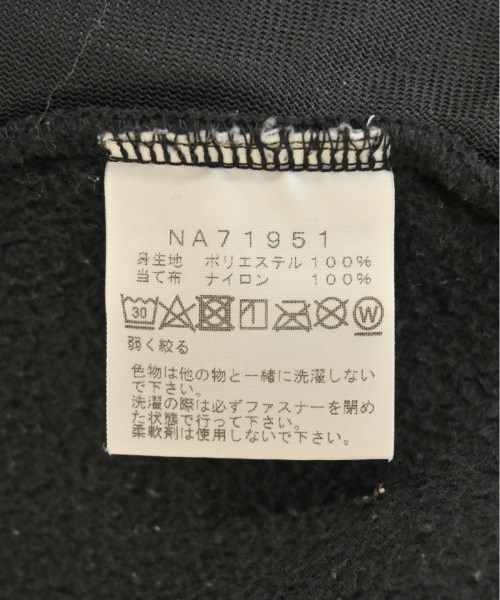 NA71951
身生地 ポリエステル 100%
当て布 ナイロン 100%
30 W
弱く絞る
色物は他の物と一緒に洗濯しない
で下さい。
洗濯の際は必ずファスナーを閉め
た状態で行って下さい。
柔軟剤は使用しないで下さい。